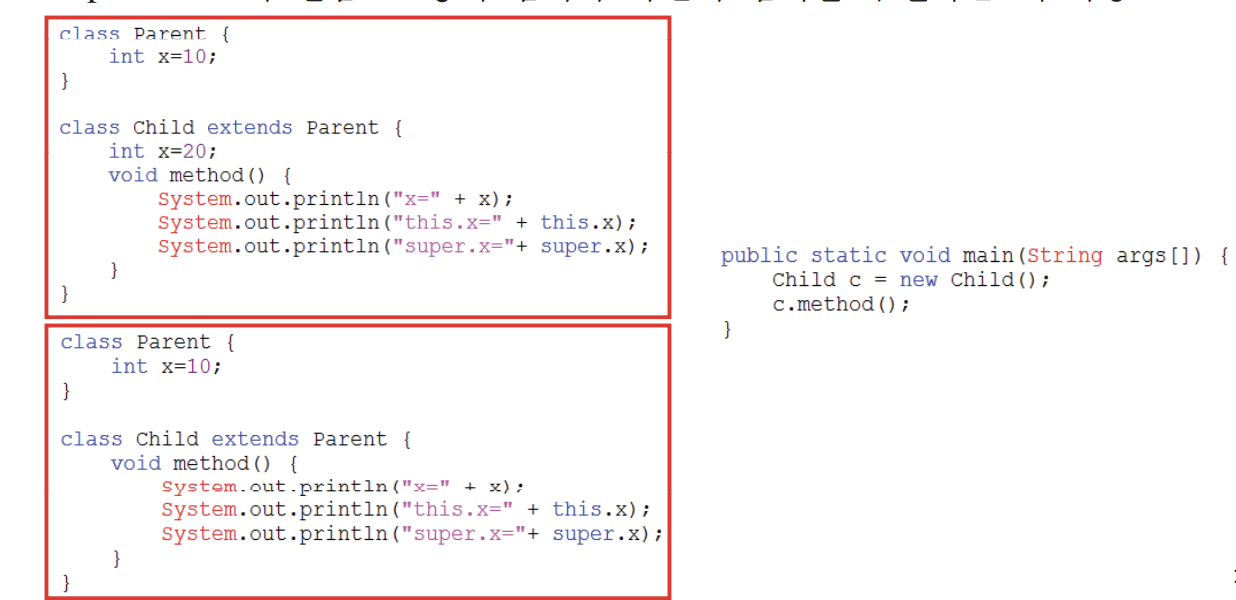 class Parent {
    int x=10;
}
class Child extends Parent {
    int x=20;
    void method() {
        System.out.println("x=" + x);
        System.out.println("this.x=" + this.x);
        System.out.println("super.x="+ super.x);
    }
}
class Parent {
    int x=10;
}
class Child extends Parent {
    void method() {
        System.out.println("x=" + x);
        System.out.println("this.x=" + this.x);
        System.out.println("super.x="+ super.x);
    }
}
public static void main(String args[]) {
    Child c = new Child();
    c.method();
}